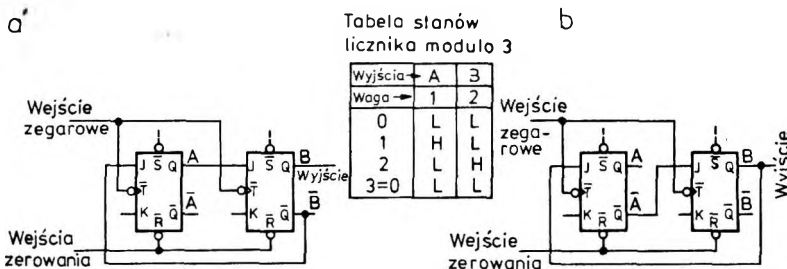 a
Tabela stanów
licznika modulo 3
b
Wyjścia A B
Waga 1 2
0 L L
1 H L
2 L H
3=0 L L
Wejście
zegarowe
J S̅ Q A
T̅
K Q̅ A̅
R̅
J S̅ Q B
Wyjście
T̅
K Q̅ B̅
R̅
Wejścia
zerowania
Wejście
zega-
rowe
J S̅ Q A
T̅
K Q̅ A̅
R̅
J S̅ Q B
T̅
K Q̅ B̅
R̅
Wyjście
Wejście
zerowania